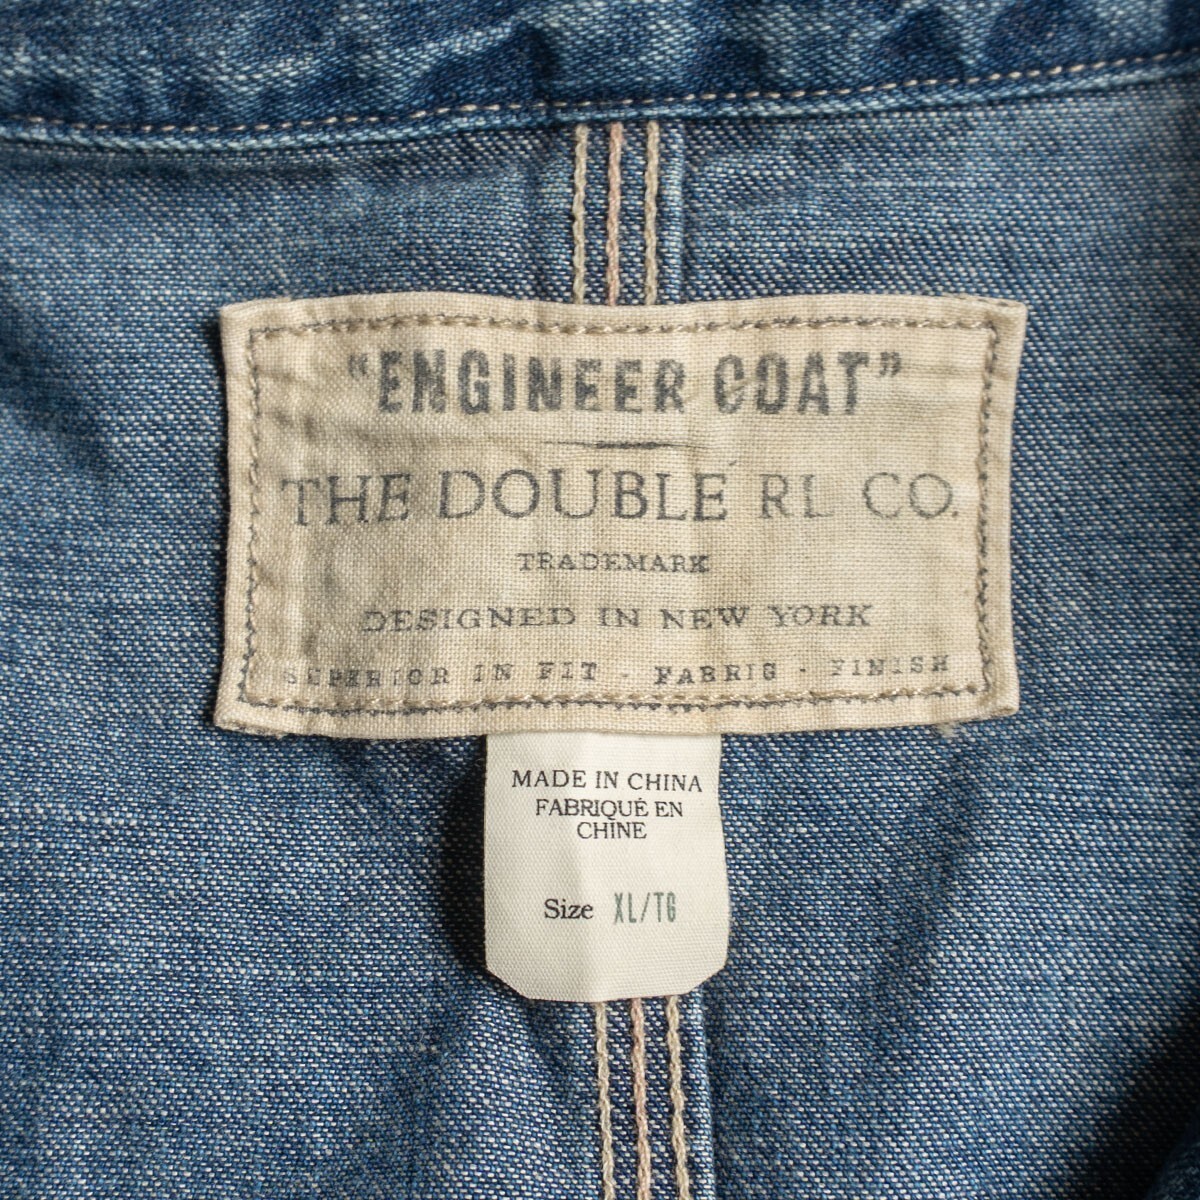 "ENGINEER COAT"
THE DOUBLE RL CO.
TRADEMARK
DESIGNED IN NEW YORK
SUPERIOR IN FIT - FABRIC - FINISH
MADE IN CHINA
FABRIQUÉ EN
CHINE
Size XL/TG